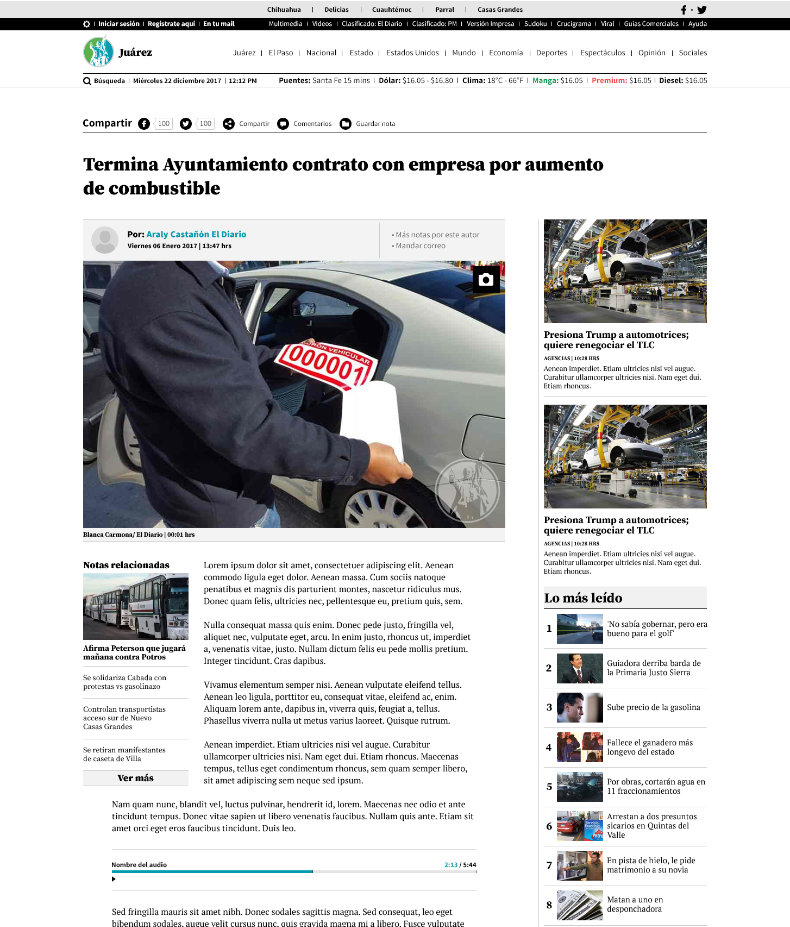 Chihuahua | Delicias | Cuauhtémoc | Parral | Casas Grandes
Iniciar sesión | Registrate aquí | En tu mail
Multimedia | Videos | Clasificado: El Diario | Clasificado: PM | Versión Impresa | Sudoku | Crucigrama | Viral | Guías Comerciales | Ayuda
Juárez
Juárez | El Paso | Nacional | Estado | Estados Unidos | Mundo | Economía | Deportes | Espectáculos | Opinión | Sociales
Búsqueda | Miércoles 22 diciembre 2017 | 12:12 PM
Puentes: Santa Fe 15 mins | Dólar: $16.05 - $16.80 | Clima: 18°C - 66°F | Manga: $16.05 | Premium: $16.05 | Diesel: $16.05
Compartir 100 100 Compartir Comentarios Guardar nota
Termina Ayuntamiento contrato con empresa por aumento
de combustible
Por: Araly Castañón El Diario
Viernes 06 Enero 2017 | 13:47 hrs
• Más notas por este autor
• Mandar correo
000001
Blanca Carmona/ El Diario | 00:01 hrs
Notas relacionadas
Afirma Peterson que jugará
mañana contra Potros
Se solidariza Cabada con
protestas vs gasolinazo
Controlan transportistas
acceso sur de Nuevo
Casas Grandes
Se retiran manifestantes
de caseta de Villa
Ver más
Lorem ipsum dolor sit amet, consectetuer adipiscing elit. Aenean
commodo ligula eget dolor. Aenean massa. Cum sociis natoque
penatibus et magnis dis parturient montes, nascetur ridiculus mus.
Donec quam felis, ultricies nec, pellentesque eu, pretium quis, sem.
Nulla consequat massa quis enim. Donec pede justo, fringilla vel,
aliquet nec, vulputate eget, arcu. In enim justo, rhoncus ut, imperdiet
a, venenatis vitae, justo. Nullam dictum felis eu pede mollis pretium.
Integer tincidunt. Cras dapibus.
Vivamus elementum semper nisi. Aenean vulputate eleifend tellus.
Aenean leo ligula, porttitor eu, consequat vitae, eleifend ac, enim.
Aliquam lorem ante, dapibus in, viverra quis, feugiat a, tellus.
Phasellus viverra nulla ut metus varius laoreet. Quisque rutrum.
Aenean imperdiet. Etiam ultricies nisi vel augue. Curabitur
ullamcorper ultricies nisi. Nam eget dui. Etiam rhoncus. Maecenas
tempus, tellus eget condimentum rhoncus, sem quam semper libero,
sit amet adipiscing sem neque sed ipsum.
Nam quam nunc, blandit vel, luctus pulvinar, hendrerit id, lorem. Maecenas nec odio et ante
tincidunt tempus. Donec vitae sapien ut libero venenatis faucibus. Nullam quis ante. Etiam sit
amet orci eget eros faucibus tincidunt. Duis leo.
Nombre del audio 2:13 / 5:44
Sed fringilla mauris sit amet nibh. Donec sodales sagittis magna. Sed consequat, leo eget
bibendum sodales, augue velit cursus nunc, quis gravida magna mi a libero. Fusce vulputate
Presiona Trump a automotrices;
quiere renegociar el TLC
AGENCIAS | 10:28 HRS
Aenean imperdiet. Etiam ultricies nisi vel augue.
Curabitur ullamcorper ultricies nisi. Nam eget dui.
Etiam rhoncus.
Presiona Trump a automotrices;
quiere renegociar el TLC
AGENCIAS | 10:28 HRS
Aenean imperdiet. Etiam ultricies nisi vel augue.
Curabitur ullamcorper ultricies nisi. Nam eget dui.
Etiam rhoncus.
Lo más leído
1 'No sabía gobernar, pero era
bueno para el golf'
2 Guiadora derriba barda de
la Primaria Justo Sierra
3 Sube precio de la gasolina
4 Fallece el ganadero más
longevo del estado
5 Por obras, cortarán agua en
11 fraccionamientos
6 Arrestan a dos presuntos
sicarios en Quintas del
Valle
7 En pista de hielo, le pide
matrimonio a su novia
8 Matan a uno en
desponchadora